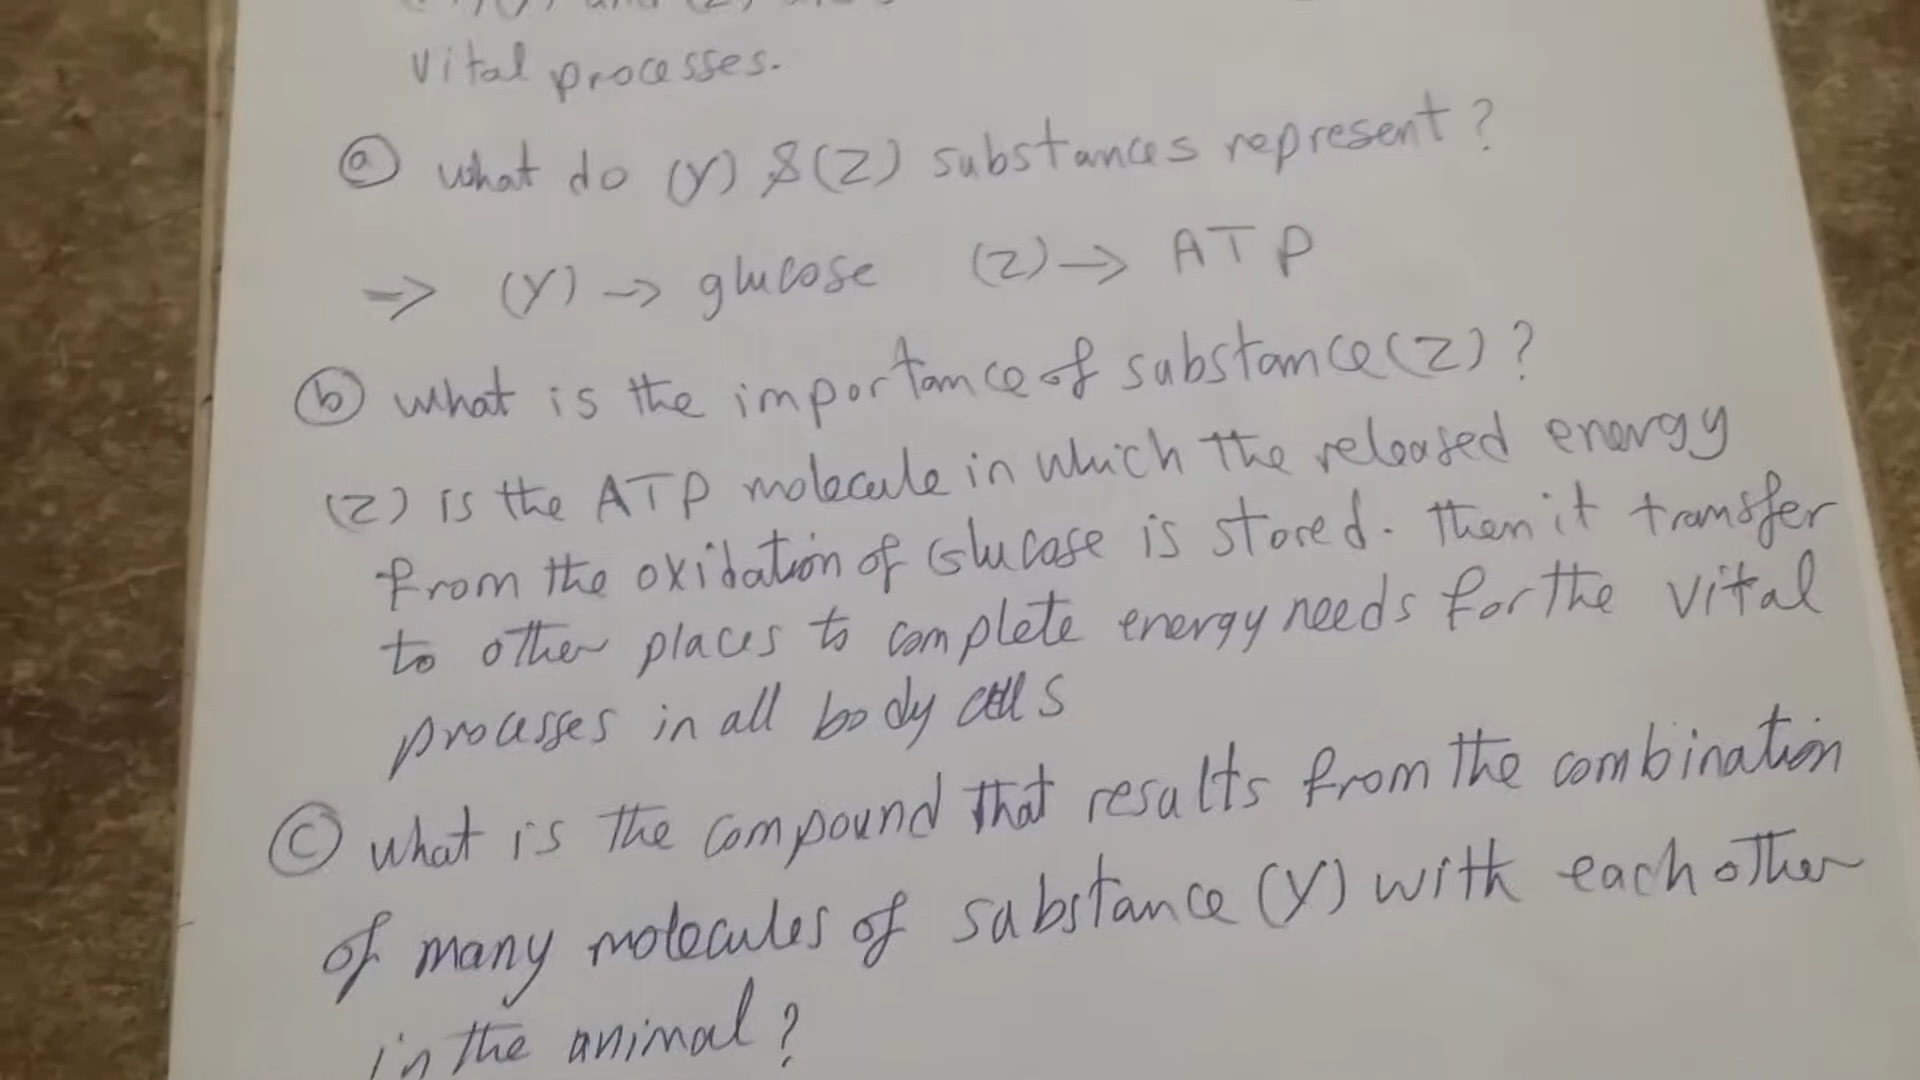 and (Z)
vital processes.
ⓐ what do (Y) & (Z) substances represent?
=> (Y) -> glucose (Z) -> ATP
ⓑ what is the importance of substance (Z)?
(Z) is the ATP molecule in which the released energy
from the oxidation of Glucose is stored. then it transfer
to other places to complete energy needs for the vital
processes in all body cells
ⓒ what is the compound that results from the combination
of many molecules of substance (Y) with each other
in the animal?